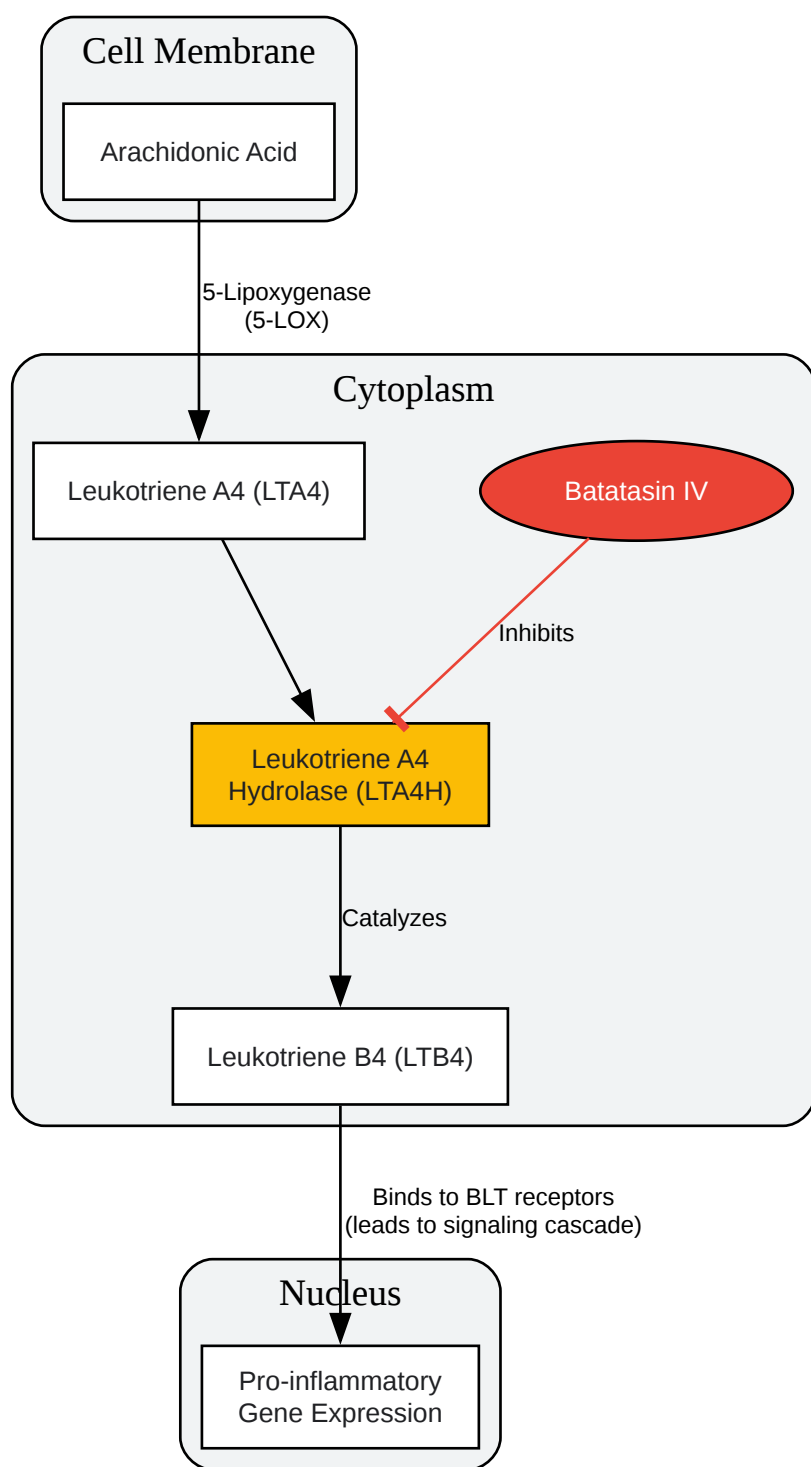 Cell Membrane
Arachidonic Acid
5-Lipoxygenase
(5-LOX)
Cytoplasm
Leukotriene A4 (LTA4)
Batatasin IV
Inhibits
Leukotriene A4
Hydrolase (LTA4H)
Catalyzes
Leukotriene B4 (LTB4)
Binds to BLT receptors
(leads to signaling cascade)
Nucleus
Pro-inflammatory
Gene Expression